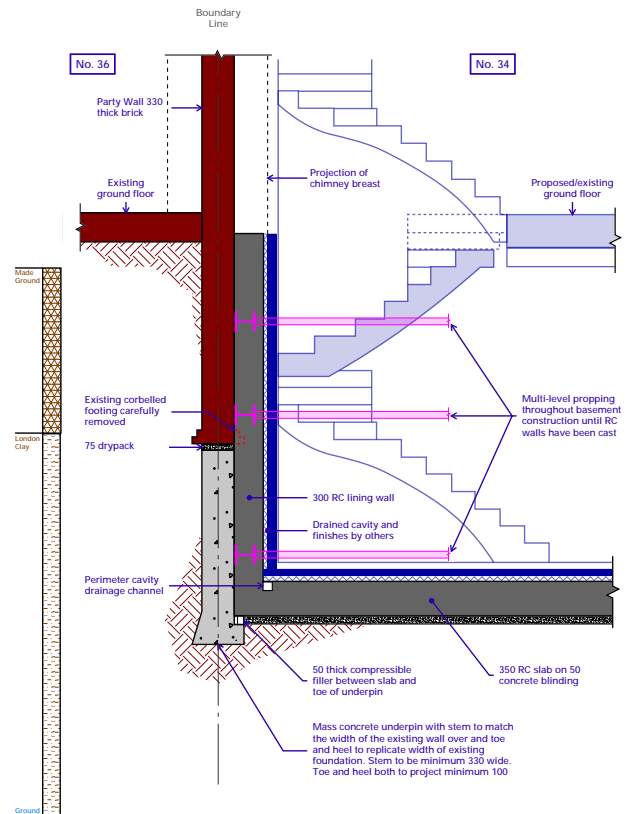 Boundary
Line
No. 36
No. 34
Party Wall 330
thick brick
Existing
ground floor
Projection of
chimney breast
Proposed/existing
ground floor
Made
Ground
Existing corbelled
footing carefully
removed
Multi-level propping
throughout basement
construction until RC
walls have been cast
London
Clay
75 drypack
300 RC lining wall
Drained cavity and
finishes by others
Perimeter cavity
drainage channel
50 thick compressible
filler between slab and
toe of underpin
350 RC slab on 50
concrete blinding
Mass concrete underpin with stem to match
the width of the existing wall over and toe
and heel to replicate width of existing
foundation. Stem to be minimum 330 wide.
Toe and heel both to project minimum 100
Ground